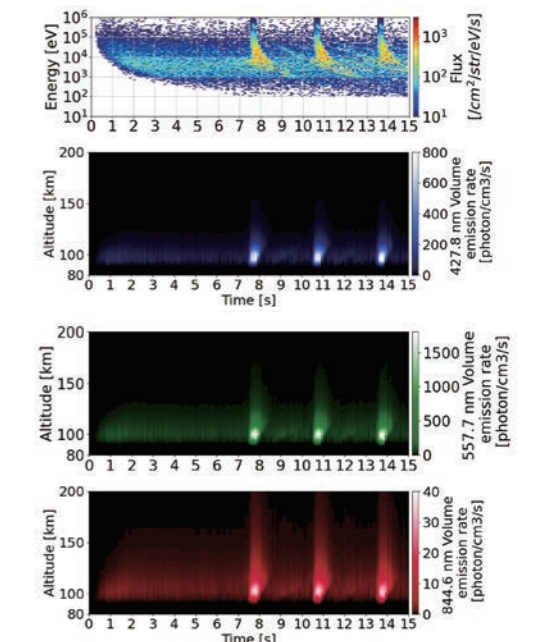 10⁶
10⁵
10⁴
10³
10²
10¹
Energy [eV]
0 1 2 3 4 5 6 7 8 9 10 11 12 13 14 15
10³
10²
10¹
Flux
[/cm²/str/eV/s]
200
150
100
80
Altitude [km]
0 1 2 3 4 5 6 7 8 9 10 11 12 13 14 15
Time [s]
800
600
400
200
0
427.8 nm Volume
emission rate
[photon/cm3/s]
200
150
100
80
Altitude [km]
0 1 2 3 4 5 6 7 8 9 10 11 12 13 14 15
1500
1000
500
0
557.7 nm Volume
emission rate
[photon/cm3/s]
200
150
100
80
Altitude [km]
0 1 2 3 4 5 6 7 8 9 10 11 12 13 14 15
Time [s]
40
30
20
10
0
844.6 nm Volume
emission rate
[photon/cm3/s]